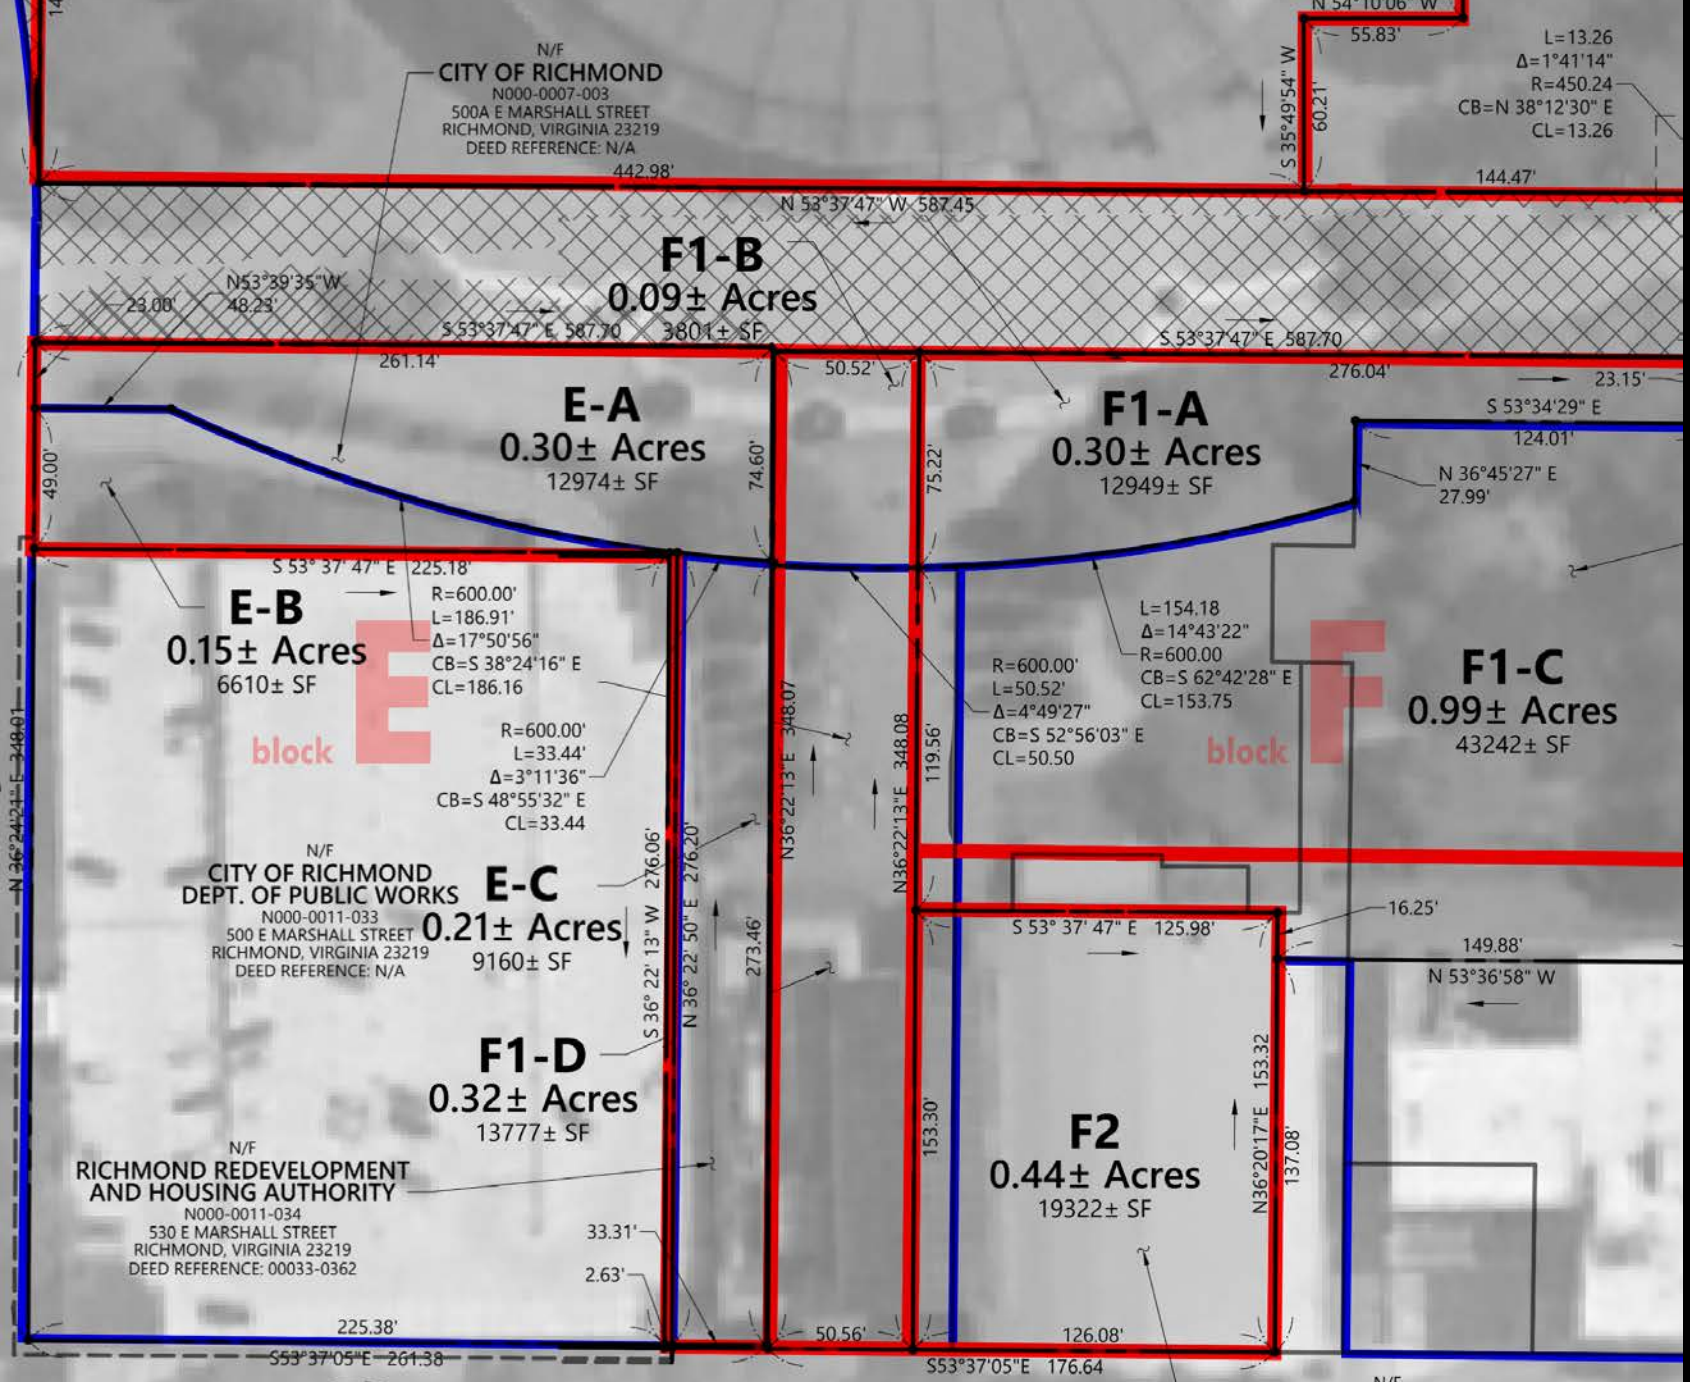 N 54°10'06" W
55.83'
S 35°49'54" W
60.21'
L=13.26
Δ=1°41'14"
R=450.24
CB=N 38°12'30" E
CL=13.26
N/F
CITY OF RICHMOND
N000-0007-003
500A E MARSHALL STREET
RICHMOND, VIRGINIA 23219
DEED REFERENCE: N/A
442.98'
144.47'
N 53°37'47" W 587.45
F1-B
0.09± Acres
3801± SF
N53°39'35"W
48.23'
23.00'
S 53°37'47" E 587.70
S 53°37'47" E 587.70
261.14'
50.52'
276.04'
23.15'
S 53°34'29" E
124.01'
E-A
0.30± Acres
12974± SF
F1-A
0.30± Acres
12949± SF
49.00'
74.60'
75.22'
N 36°45'27" E
27.99'
S 53° 37' 47" E 225.18'
E-B
0.15± Acres
6610± SF
R=600.00'
L=186.91'
Δ=17°50'56"
CB=S 38°24'16" E
CL=186.16
block E
R=600.00'
L=33.44'
Δ=3°11'36"
CB=S 48°55'32" E
CL=33.44
R=600.00'
L=50.52'
Δ=4°49'27"
CB=S 52°56'03" E
CL=50.50
L=154.18
Δ=14°43'22"
R=600.00
CB=S 62°42'28" E
CL=153.75
block F
F1-C
0.99± Acres
43242± SF
N 36°24'21" E 348.01
N36°22'13"E 348.07
N36°22'13"E 348.08
119.56'
S 36° 22' 13" W 276.06'
N 36° 22' 50" E 276.20'
273.46'
N/F
CITY OF RICHMOND
DEPT. OF PUBLIC WORKS
N000-0011-033
500 E MARSHALL STREET
RICHMOND, VIRGINIA 23219
DEED REFERENCE: N/A
E-C
0.21± Acres
9160± SF
S 53° 37' 47" E 125.98'
16.25'
149.88'
N 53°36'58" W
F1-D
0.32± Acres
13777± SF
153.30'
N36°20'17"E 153.32
137.08'
F2
0.44± Acres
19322± SF
N/F
RICHMOND REDEVELOPMENT
AND HOUSING AUTHORITY
N000-0011-034
530 E MARSHALL STREET
RICHMOND, VIRGINIA 23219
DEED REFERENCE: 00033-0362
33.31'
2.63'
225.38'
50.56'
126.08'
S53°37'05"E 261.38
S53°37'05"E 176.64
N/F